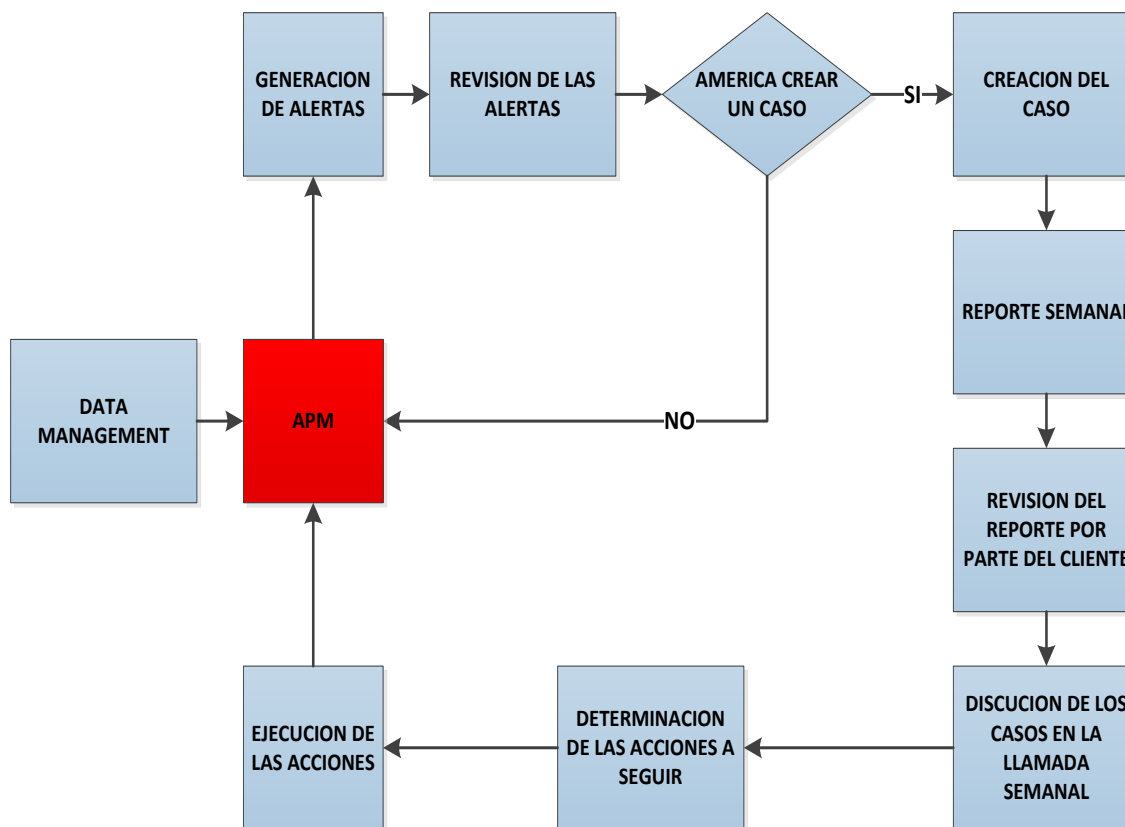 GENERACION
DE ALERTAS
REVISION DE LAS
ALERTAS
AMERICA CREAR
UN CASO
SI
CREACION DEL
CASO
REPORTE SEMANAL
DATA
MANAGEMENT
APM
NO
REVISION DEL
REPORTE POR
PARTE DEL CLIENTE
EJECUCION DE
LAS ACCIONES
DETERMINACION
DE LAS ACCIONES A
SEGUIR
DISCUCION DE LOS
CASOS EN LA
LLAMADA
SEMANAL